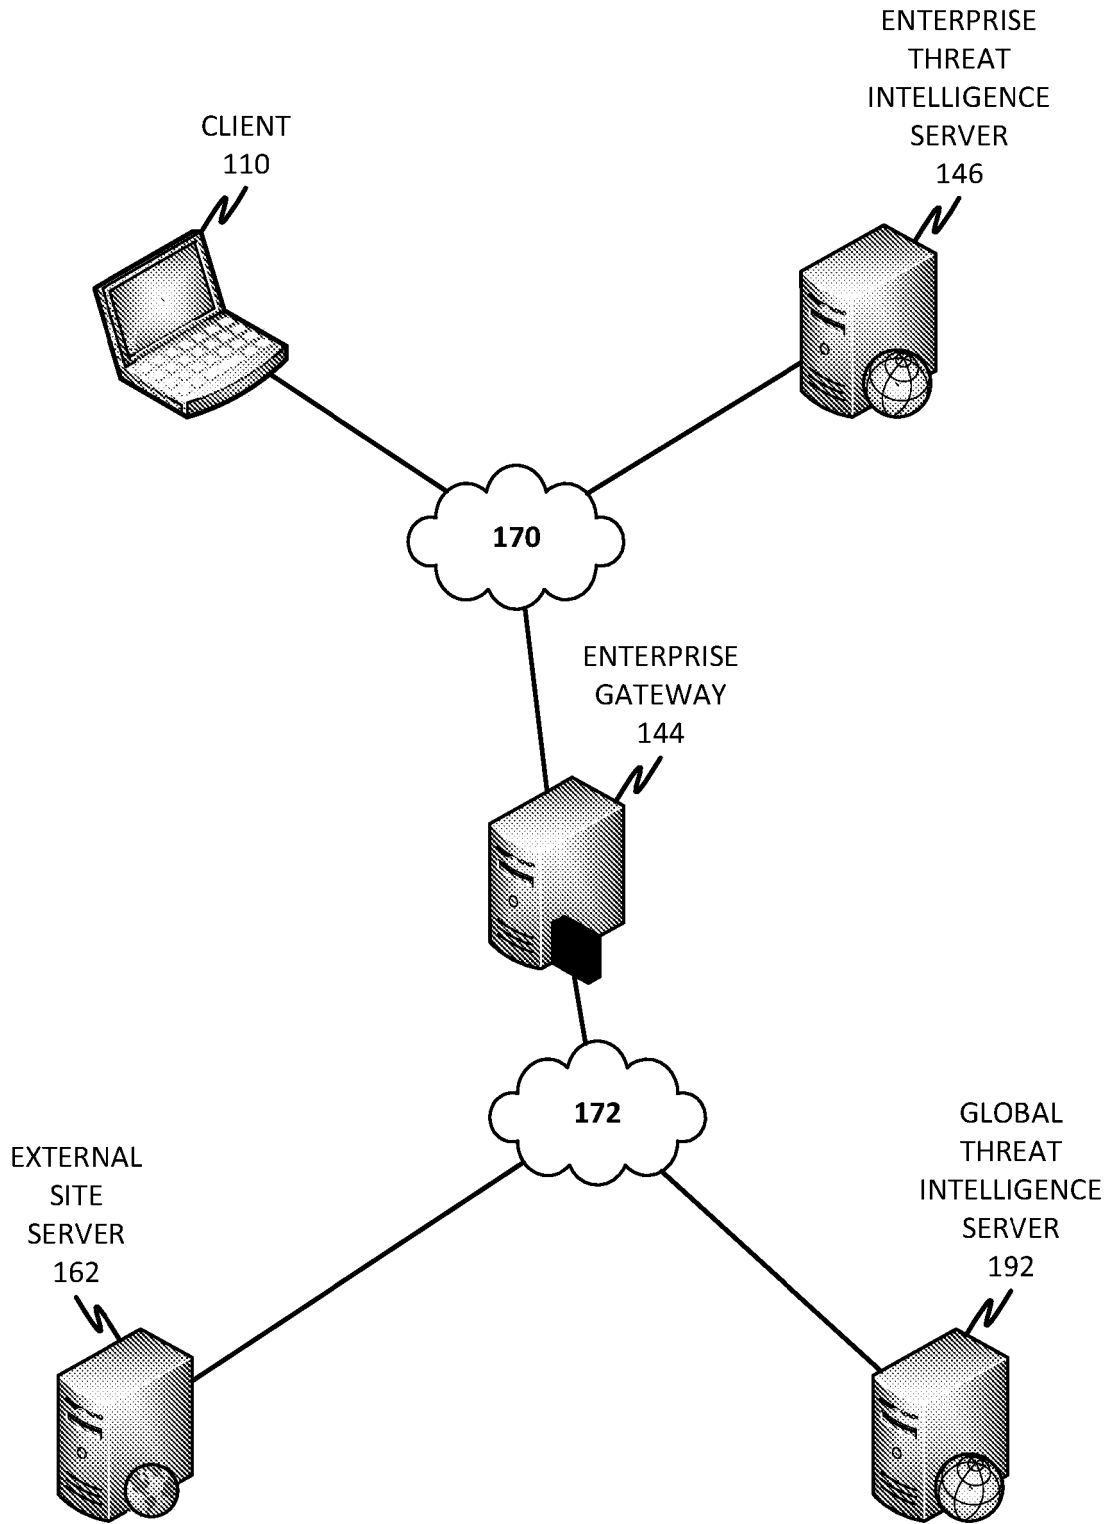 ENTERPRISE
THREAT
INTELLIGENCE
SERVER
146
CLIENT
110
170
ENTERPRISE
GATEWAY
144
172
GLOBAL
THREAT
INTELLIGENCE
SERVER
192
EXTERNAL
SITE
SERVER
162